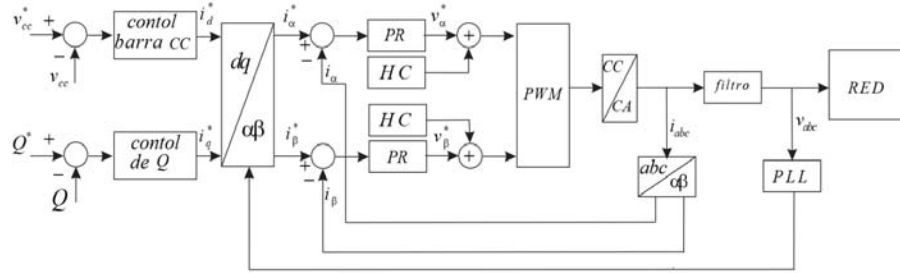 v*cc
+
−
vcc
contol
barra CC
i*d
dq
αβ
i*α
+
−
iα
PR
v*α
+
HC
PWM
CC
CA
filtro
RED
iabc
vabc
HC
Q*
+
−
Q
contol
de Q
i*q
i*β
+
−
iβ
PR
v*β
+
abc
αβ
PLL